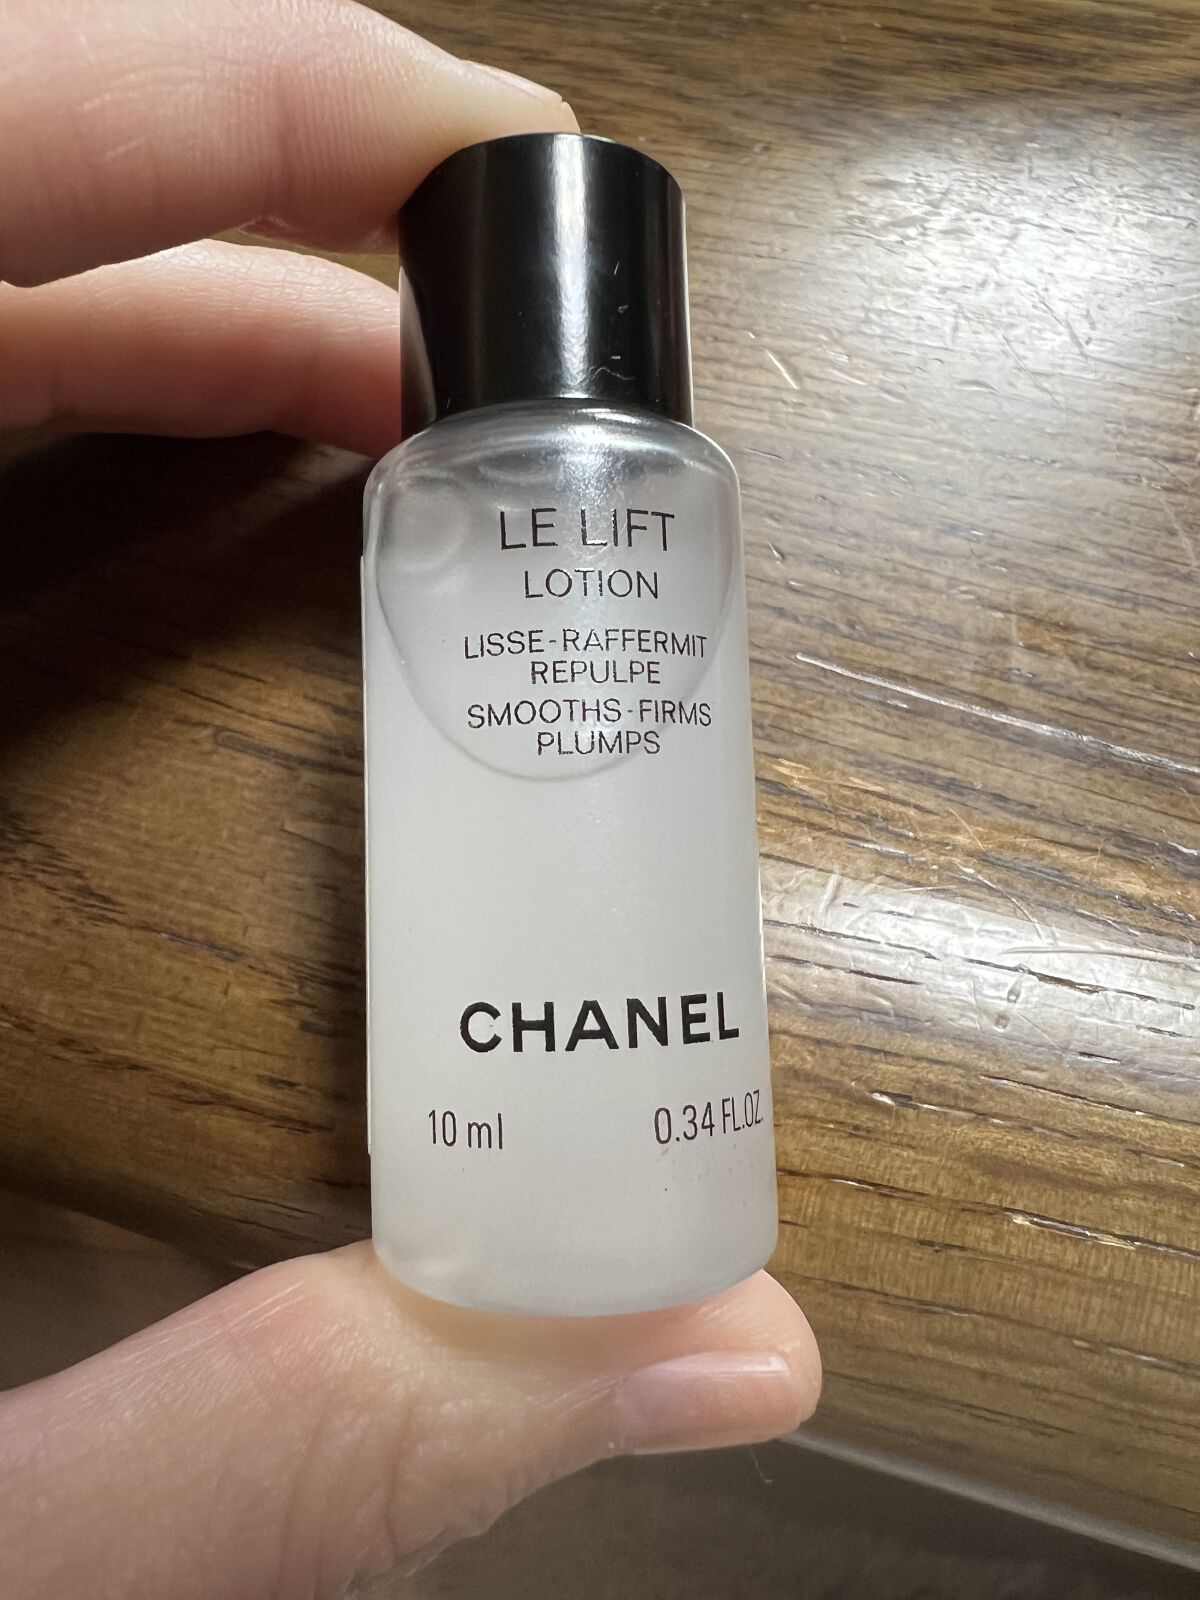 LE LIFT
LOTION
LISSE-RAFFERMIT
REPULPE
SMOOTHS-FIRMS
PLUMPS
CHANEL
10 ml 0.34 FL.OZ.